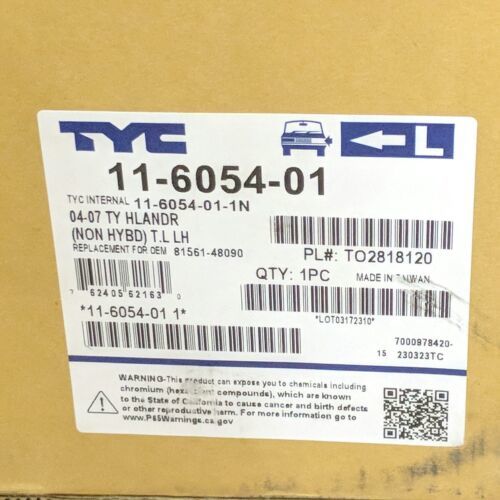 TYC
L
11-6054-01
TYC INTERNAL 11-6054-01-1N
04-07 TY HLANDR
(NON HYBD) T.L LH
REPLACEMENT FOR OEM 81561-48090
PL#: TO2818120
QTY: 1PC MADE IN TAIWAN
7 62405 62163 0
*LOT03172310*
*11-6054-01 1*
7000978420-
15 230323TC
WARNING-This product can expose you to chemicals including
chromium (hexavalent compounds), which are known
to the State of California to cause cancer and birth defects
or other reproductive harm. For more information go to
www.P65Warnings.ca.gov